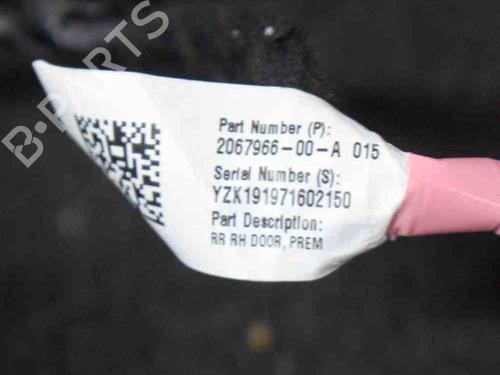 B-PARTS
Part Number (P):
2067966-00-A 015
Serial Number (S):
YZK191971602150
Part Description:
RR RH DOOR, PREM